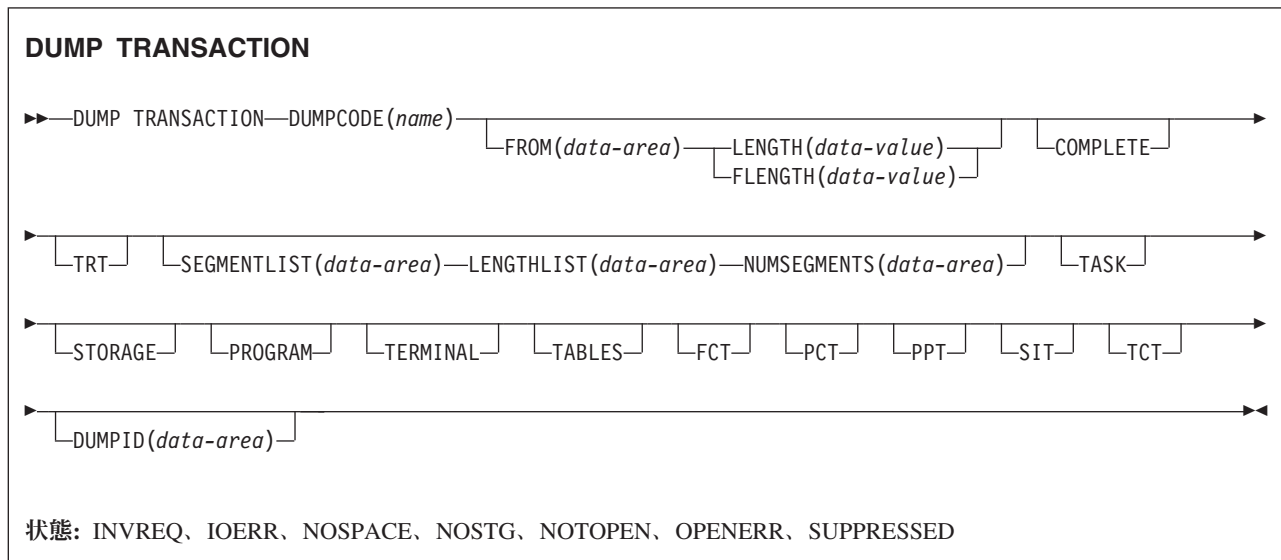 DUMP TRANSACTION
DUMP TRANSACTION DUMPCODE(name)
FROM(data-area) LENGTH(data-value) COMPLETE
FLENGTH(data-value)
TRT SEGMENTLIST(data-area) LENGTHLIST(data-area) NUMSEGMENTS(data-area) TASK
STORAGE PROGRAM TERMINAL TABLES FCT PCT PPT SIT TCT
DUMPID(data-area)
状態: INVREQ、IOERR、NOSPACE、NOSTG、NOTOPEN、OPENERR、SUPPRESSED